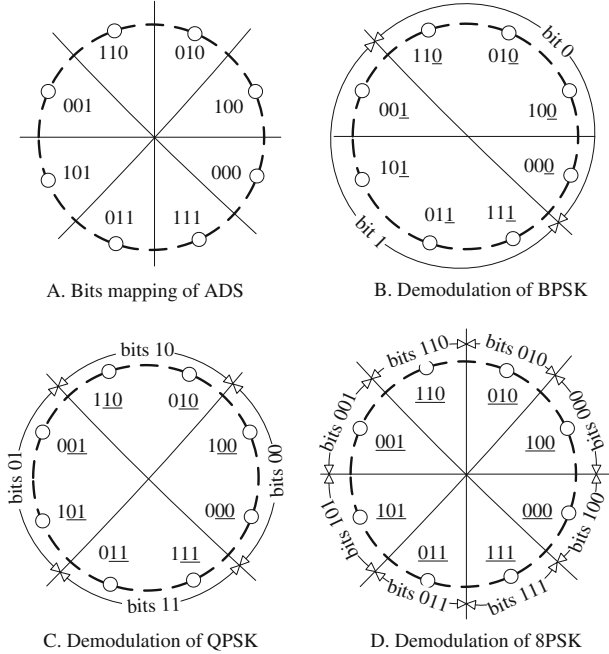 110 010
001 100
101 000
011 111
A. Bits mapping of ADS
bit 0
110 010
001 100
101 000
011 111
bit 1
B. Demodulation of BPSK
bits 10
110 010
bits 01
001 100
bits 00
101 000
011 111
bits 11
C. Demodulation of QPSK
bits 110 bits 010
110 010
bits 001 bits 000
001 100
101 000
bits 101 bits 100
011 111
bits 011 bits 111
D. Demodulation of 8PSK